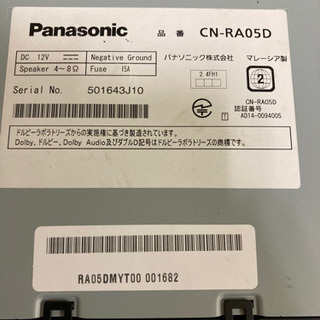 Panasonic 品 番 CN-RA05D
DC 12V Negative Ground
Speaker 4〜8Ω Fuse 15A
パナソニック株式会社 マレーシア製
2.4FH1
Serial No. 501643J10
2
CN-RA05D
認証番号
AD14-0094005
ドルビーラボラトリーズからの実施権に基づき製造されています。
Dolby、ドルビー、Dolby Audio及びダブルD記号はドルビーラボラトリーズの商標です。
RA05DMYT00 001682